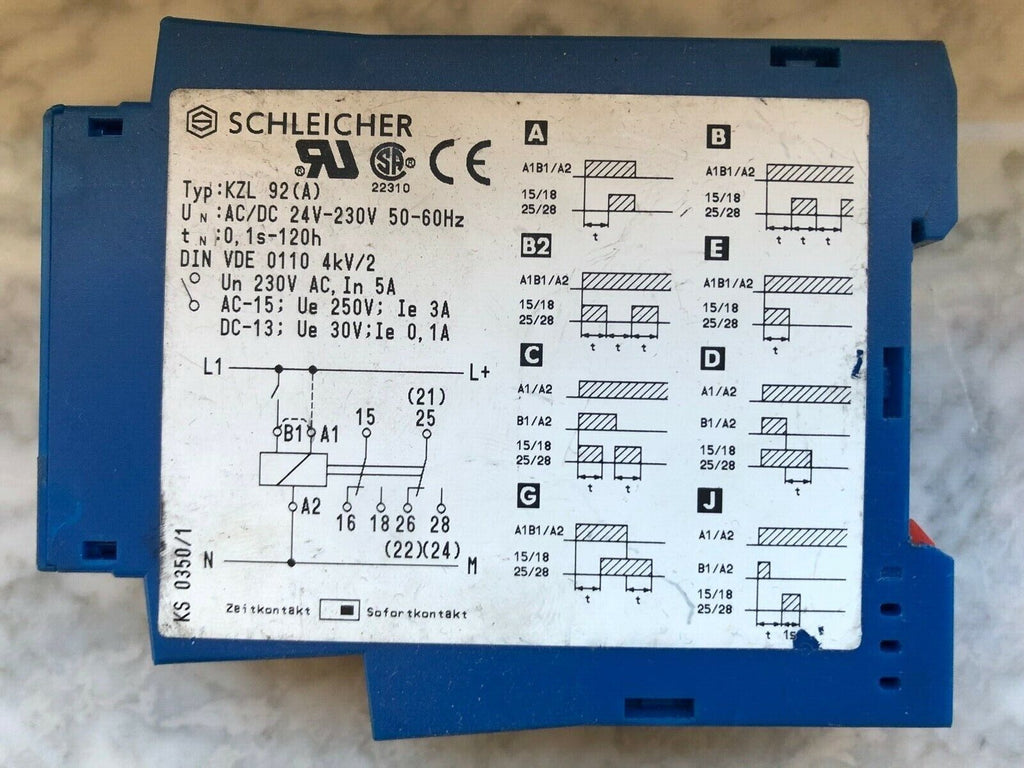 SCHLEICHER
® RU SA ® CE
22310
Typ:KZL 92(A)
U N :AC/DC 24V-230V 50-60Hz
t N :0,1s-120h
DIN VDE 0110 4kV/2
Un 230V AC, In 5A
AC-15; Ue 250V; Ie 3A
DC-13; Ue 30V;Ie 0,1A
L1 L+
(21)
15 25
B1 A1
A2
16 18 26 28
(22)(24)
N M
KS 0350/1
Zeitkontakt Sofortkontakt
A
A1B1/A2
15/18
25/28
t
B
A1B1/A2
15/18
25/28
t t t
B2
A1B1/A2
15/18
25/28
t t t
E
A1B1/A2
15/18
25/28
t
C
A1/A2
B1/A2
15/18
25/28
t t
D
A1/A2
B1/A2
15/18
25/28
t
G
A1B1/A2
15/18
25/28
t t
J
A1/A2
B1/A2
15/18
25/28
t 1s